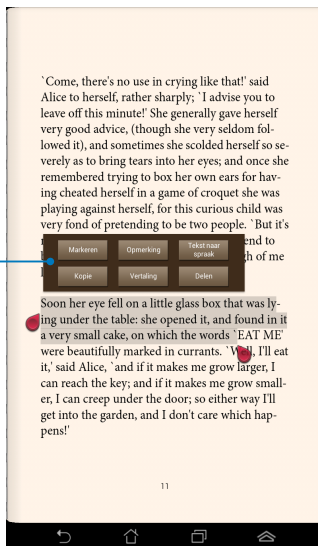 `Come, there's no use in crying like that!' said
Alice to herself, rather sharply; `I advise you to
leave off this minute!' She generally gave herself
very good advice, (though she very seldom fol-
lowed it), and sometimes she scolded herself so se-
verely as to bring tears into her eyes; and once she
remembered trying to box her own ears for hav-
ing cheated herself in a game of croquet she was
playing against herself, for this curious child was
very fond of pretending to be two people. `But it's
end to
gh of me
Markeren Opmerking Tekst naar spraak
Kopie Vertaling Delen
Soon her eye fell on a little glass box that was ly-
ing under the table: she opened it, and found in it
a very small cake, on which the words `EAT ME'
were beautifully marked in currants. `Well, I'll eat
it,' said Alice, `and if it makes me grow larger, I
can reach the key; and if it makes me grow small-
er, I can creep under the door; so either way I'll
get into the garden, and I don't care which hap-
pens!'
11